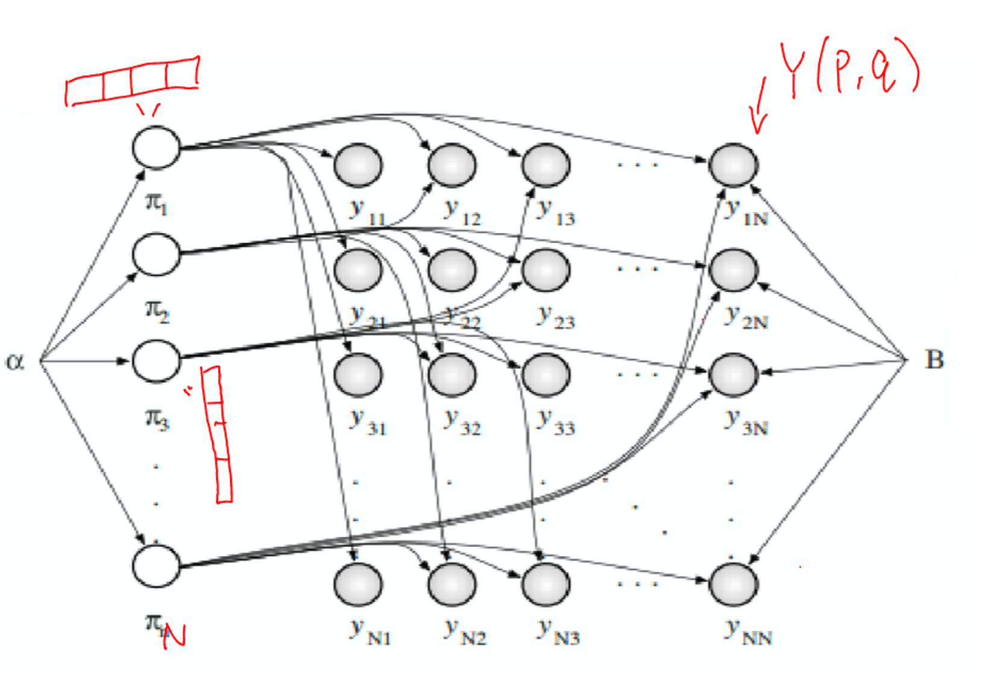 Y(p,q)
y₁₁ y₁₂ y₁₃ . . . y₁N
π₁
y₂₁ y₂₂ y₂₃ . . . y₂N
π₂
α B
y₃₁ y₃₂ y₃₃ . . . y₃N
π₃
yN1 yN2 yN3 . . . yNN
πn N